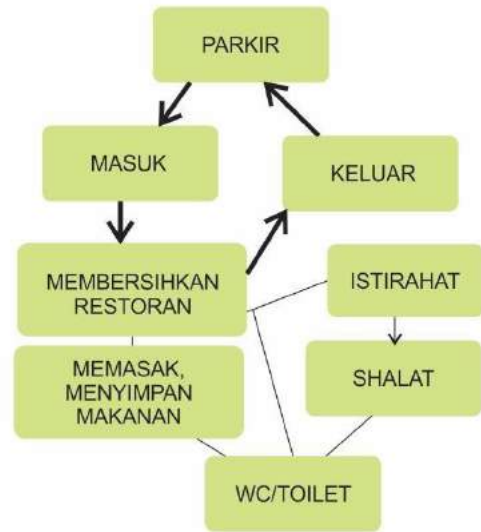 PARKIR
MASUK
KELUAR
MEMBERSIHKAN
RESTORAN
ISTIRAHAT
MEMASAK,
MENYIMPAN
MAKANAN
SHALAT
WC/TOILET